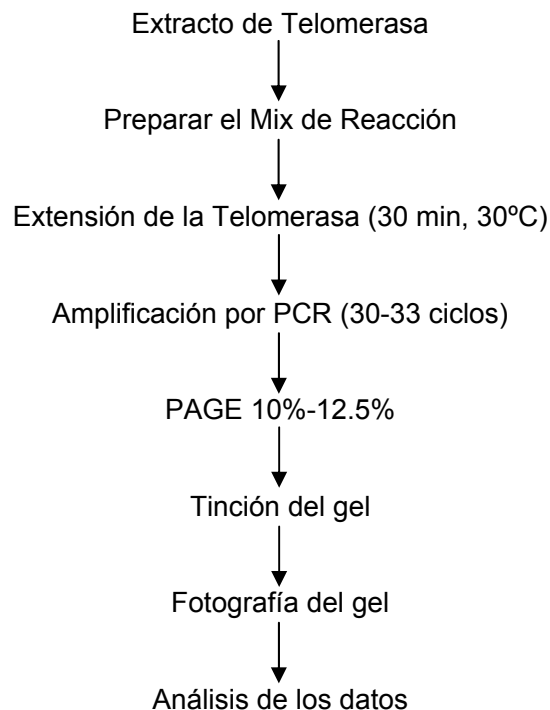 Extracto de Telomerasa
Preparar el Mix de Reacción
Extensión de la Telomerasa (30 min, 30ºC)
Amplificación por PCR (30-33 ciclos)
PAGE 10%-12.5%
Tinción del gel
Fotografía del gel
Análisis de los datos